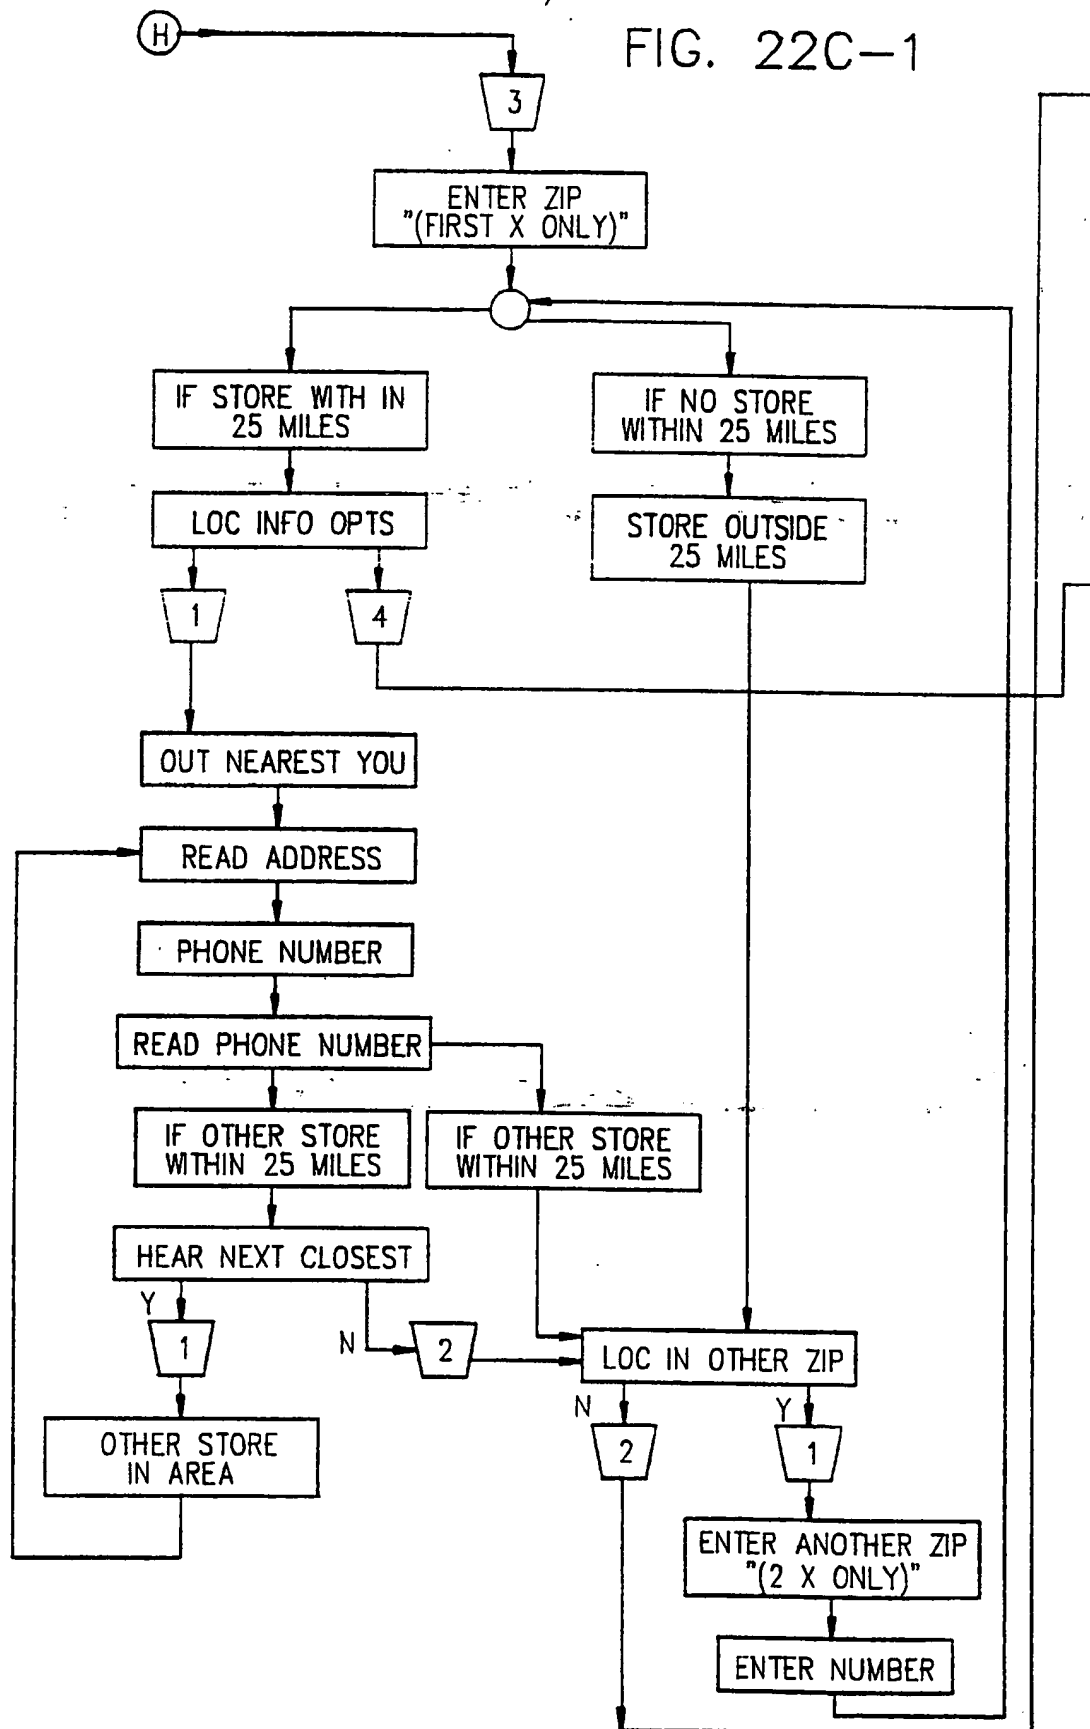 H
FIG. 22C-1
3
ENTER ZIP
"(FIRST X ONLY)"
IF STORE WITH IN
25 MILES
IF NO STORE
WITHIN 25 MILES
LOC INFO OPTS
STORE OUTSIDE
25 MILES
1
4
OUT NEAREST YOU
READ ADDRESS
PHONE NUMBER
READ PHONE NUMBER
IF OTHER STORE
WITHIN 25 MILES
IF OTHER STORE
WITHIN 25 MILES
HEAR NEXT CLOSEST
Y
1
N
2
LOC IN OTHER ZIP
N
2
Y
1
OTHER STORE
IN AREA
ENTER ANOTHER ZIP
"(2 X ONLY)"
ENTER NUMBER